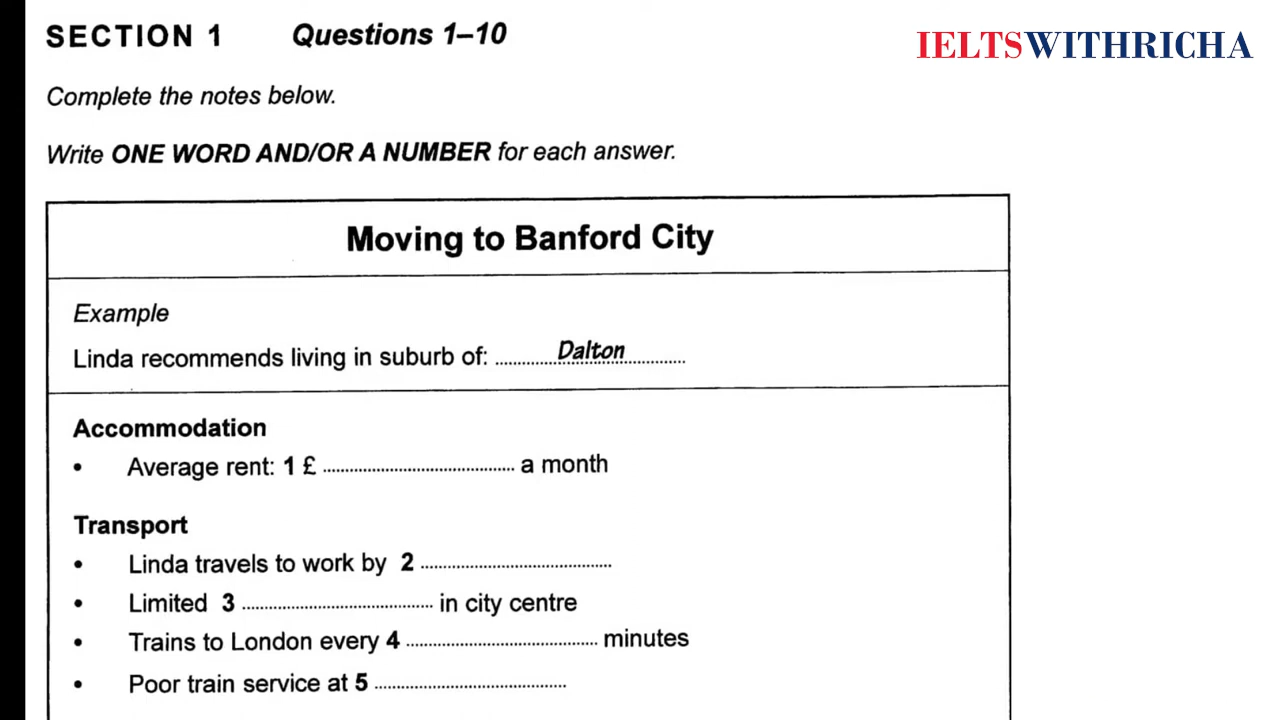 SECTION 1 Questions 1–10
IELTSWITHRICHA
Complete the notes below.
Write ONE WORD AND/OR A NUMBER for each answer.
Moving to Banford City
Example
Linda recommends living in suburb of: ........Dalton........
Accommodation
• Average rent: 1 £ ........................ a month
Transport
• Linda travels to work by 2 ........................
• Limited 3 ........................ in city centre
• Trains to London every 4 ........................ minutes
• Poor train service at 5 ........................